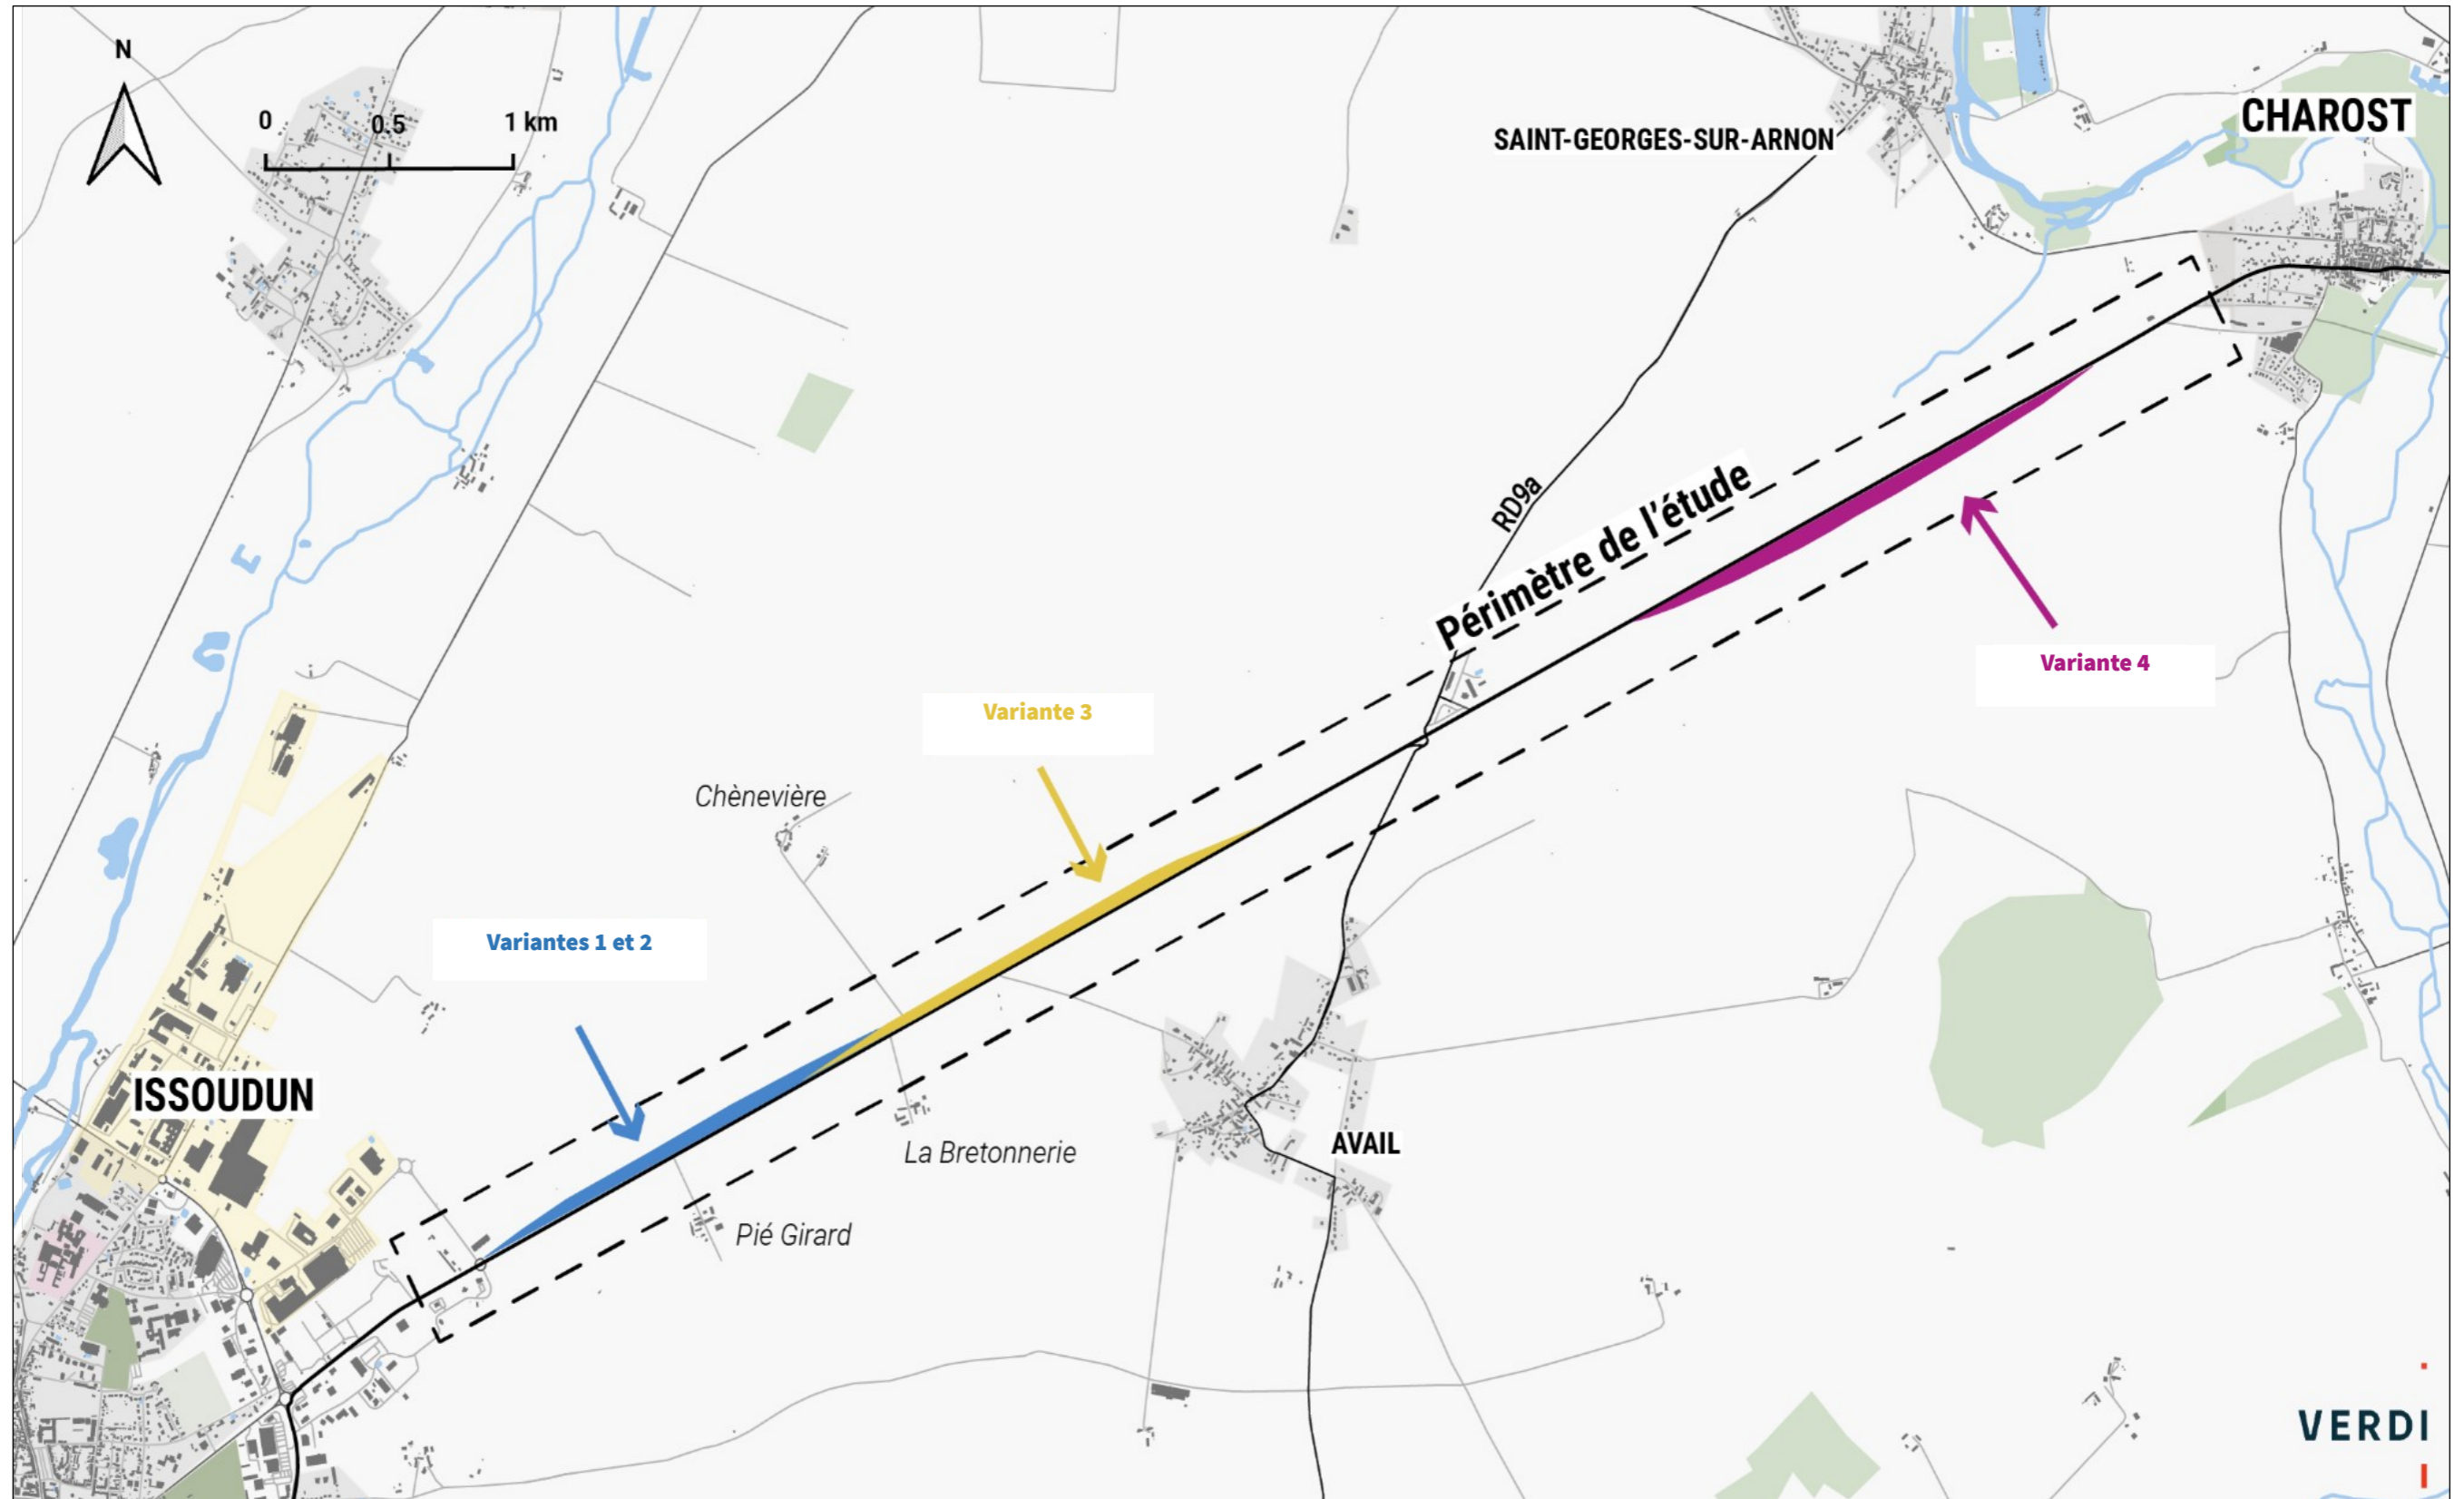 N
0
0.5
1 km
SAINT-GEORGES-SUR-ARNON
CHAROST
RD9a
Périmètre de l'étude
Variante 4
Variante 3
Chènevière
Variantes 1 et 2
ISSOUDUN
La Bretonnerie
AVAIL
Pié Girard
VERDI